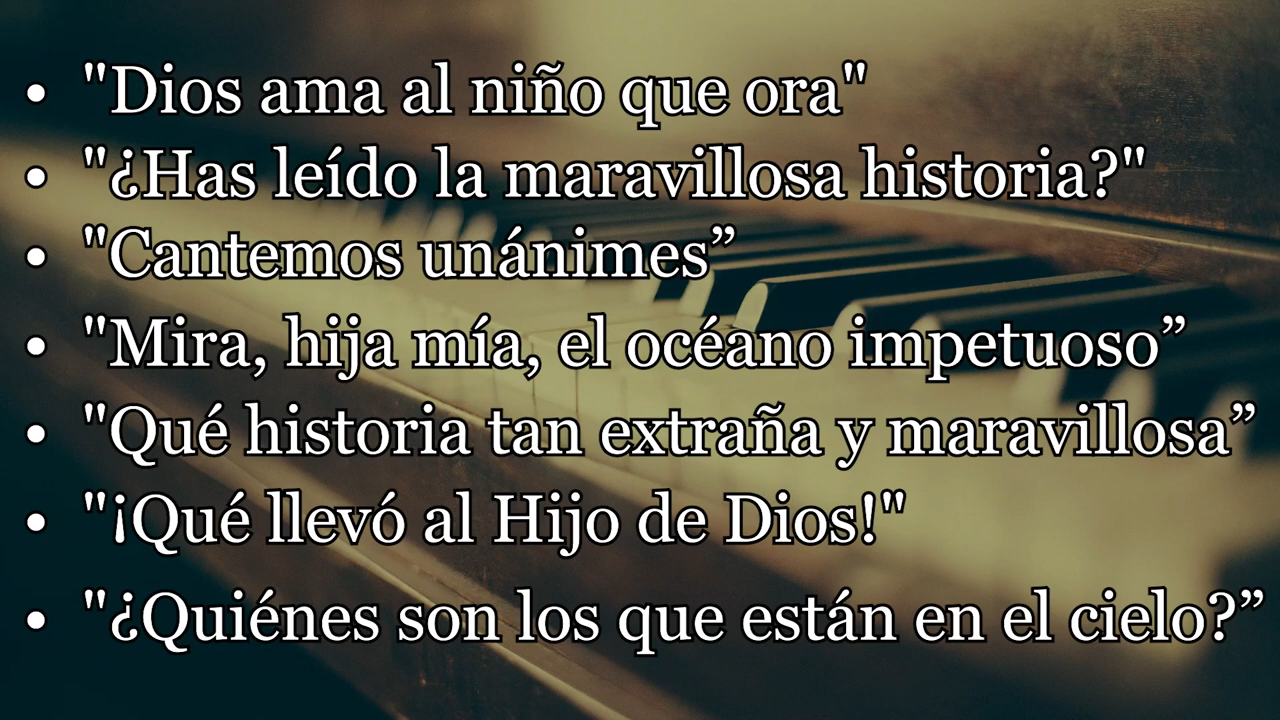 • "Dios ama al niño que ora"
• "¿Has leído la maravillosa historia?"
• "Cantemos unánimes”
• "Mira, hija mía, el océano impetuoso”
• "Qué historia tan extraña y maravillosa”
• "¡Qué llevó al Hijo de Dios!"
• "¿Quiénes son los que están en el cielo?”